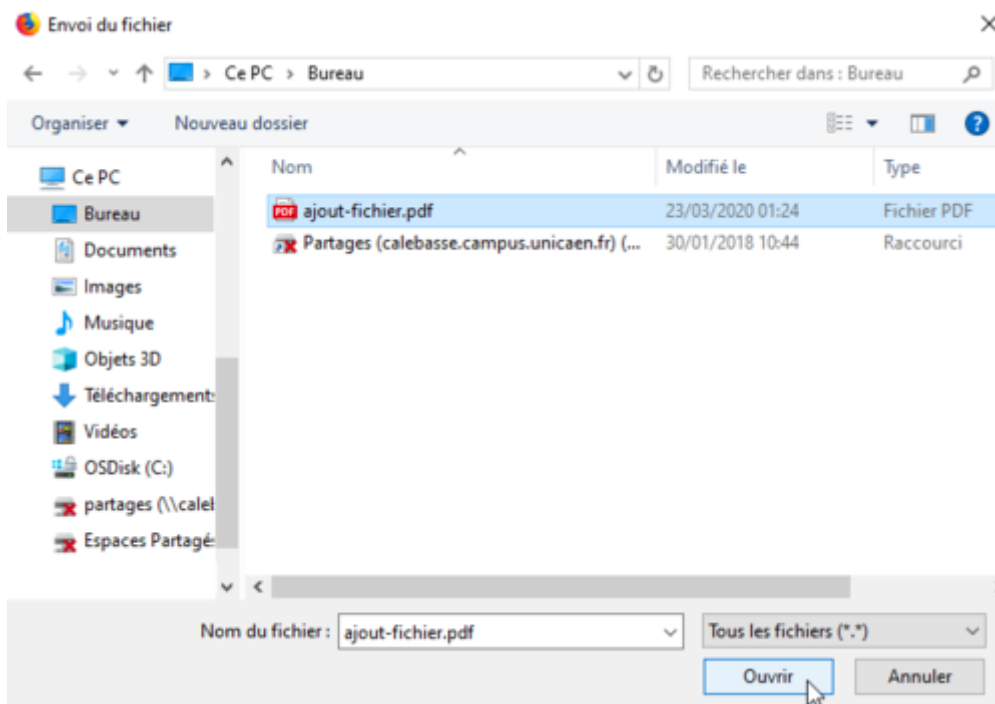 Envoi du fichier
Ce PC > Bureau
Rechercher dans : Bureau
Organiser
Nouveau dossier
Nom
Modifié le
Type
Ce PC
Bureau
Documents
Images
Musique
Objets 3D
Téléchargement
Vidéos
OSDisk (C:)
partages (\\cale
Espaces Partagé
PDF
ajout-fichier.pdf
23/03/2020 01:24
Fichier PDF
Partages (calebasse.campus.unicaen.fr) (...
30/01/2018 10:44
Raccourci
Nom du fichier :
ajout-fichier.pdf
Tous les fichiers (*.*)
Ouvrir
Annuler